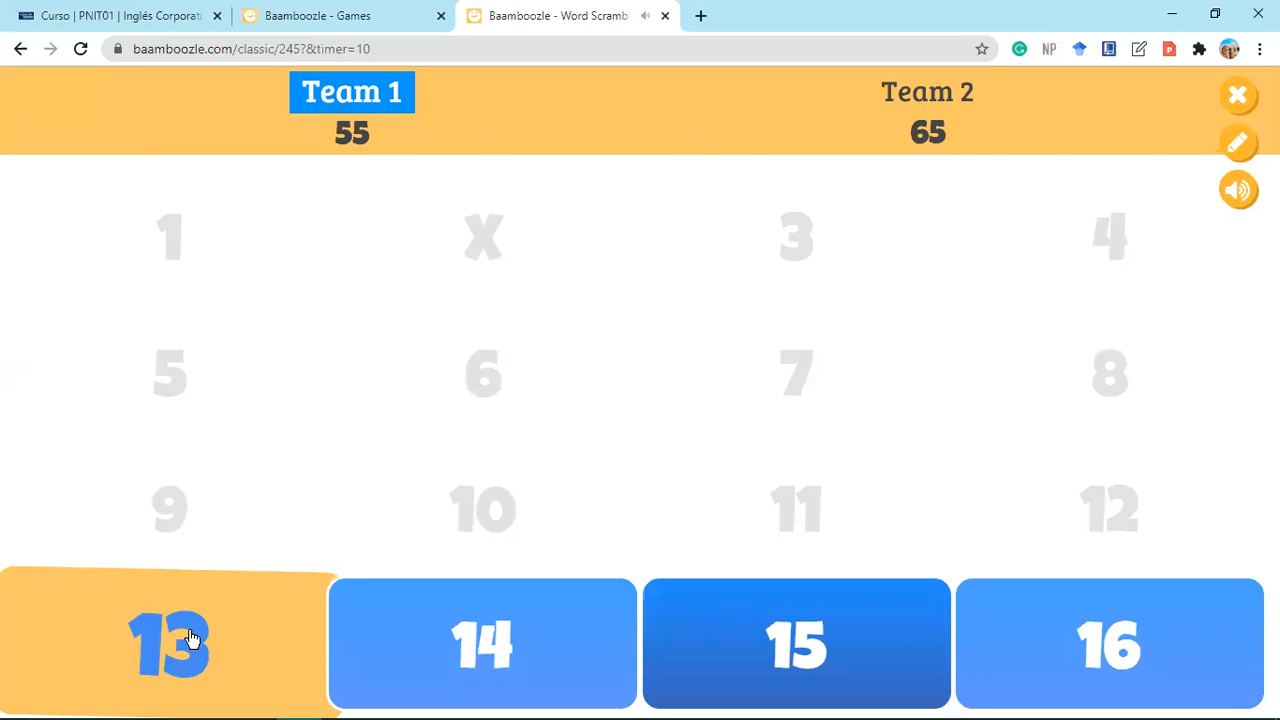 Curso | PNIT01 | Inglés Corporati
Baamboozle - Games
Baamboozle - Word Scramb
baamboozle.com/classic/245?&timer=10
NP
Team 1
Team 2
55
65
1 X 3 4
5 6 7 8
9 10 11 12
13 14 15 16